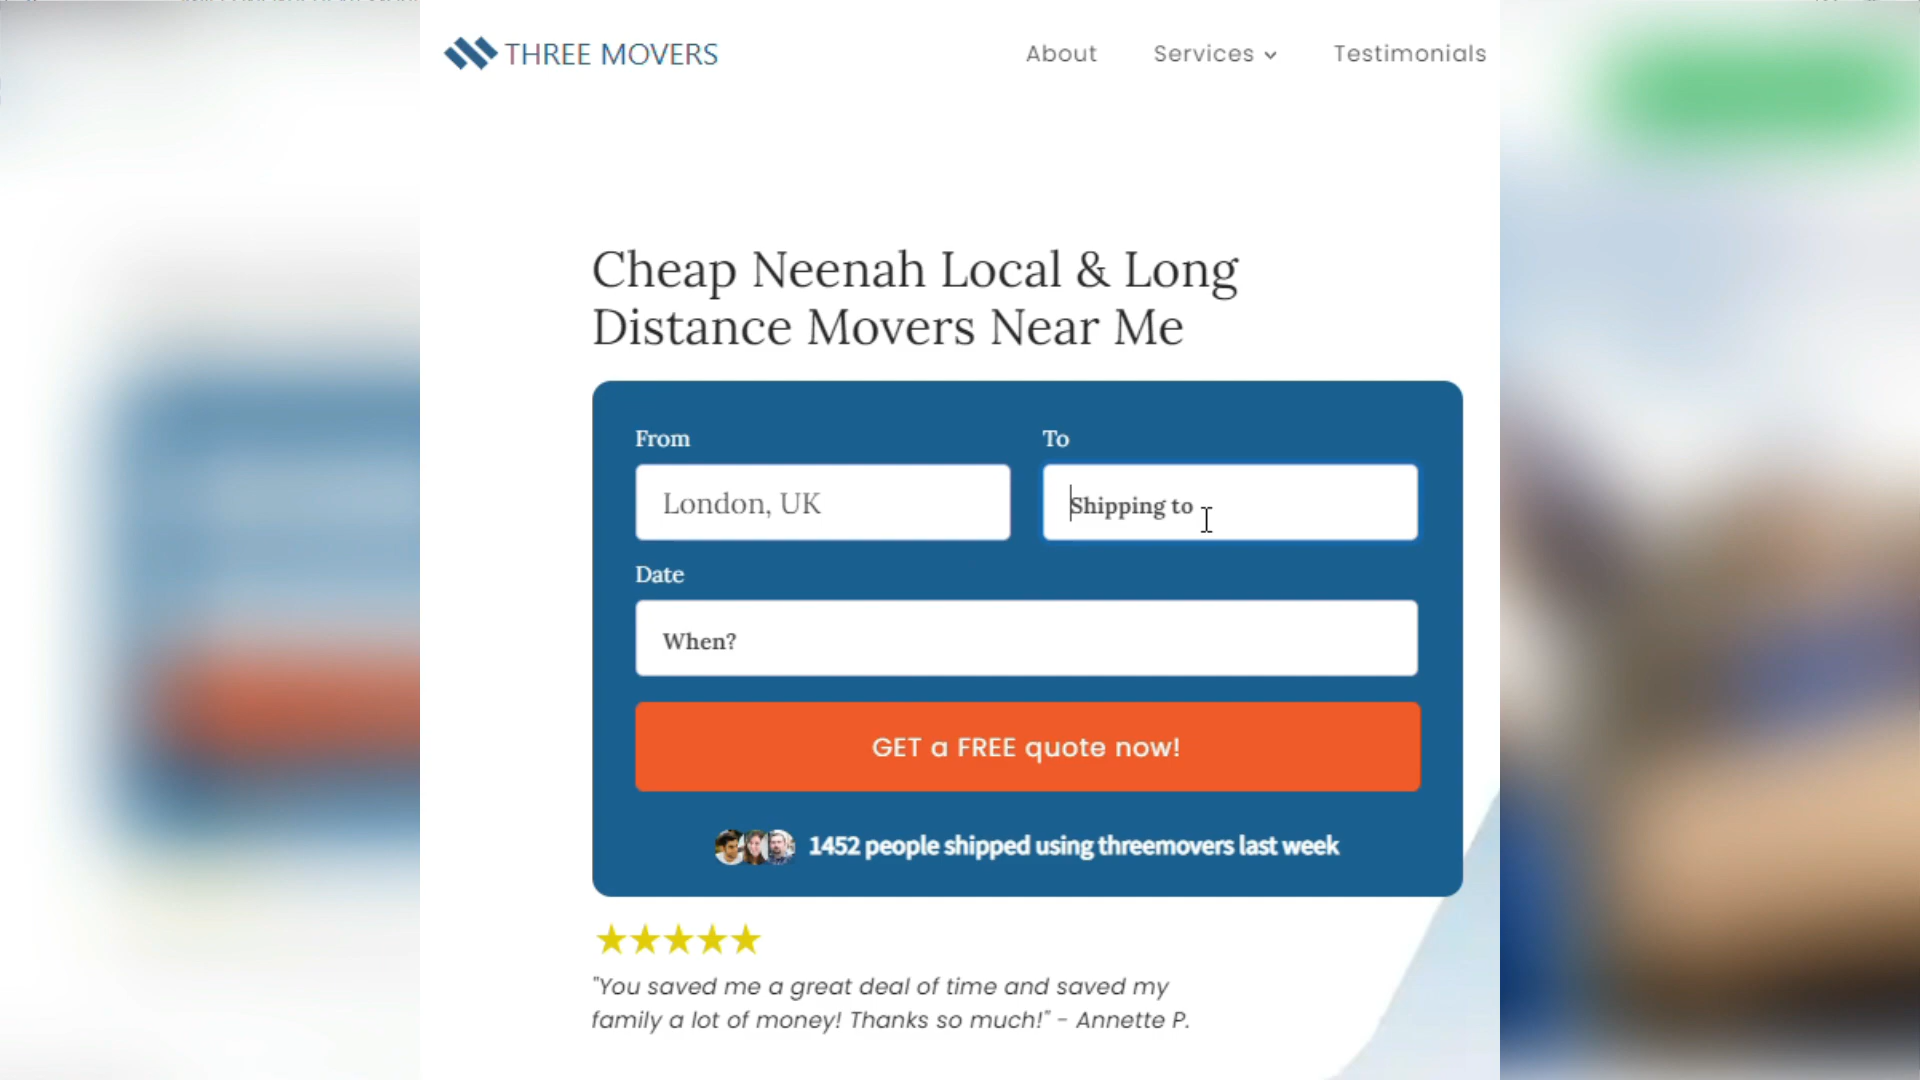 THREE MOVERS
About Services Testimonials
Cheap Neenah Local & Long
Distance Movers Near Me
From To
London, UK Shipping to
Date
When?
GET a FREE quote now!
1452 people shipped using threemovers last week
"You saved me a great deal of time and saved my
family a lot of money! Thanks so much!" - Annette P.